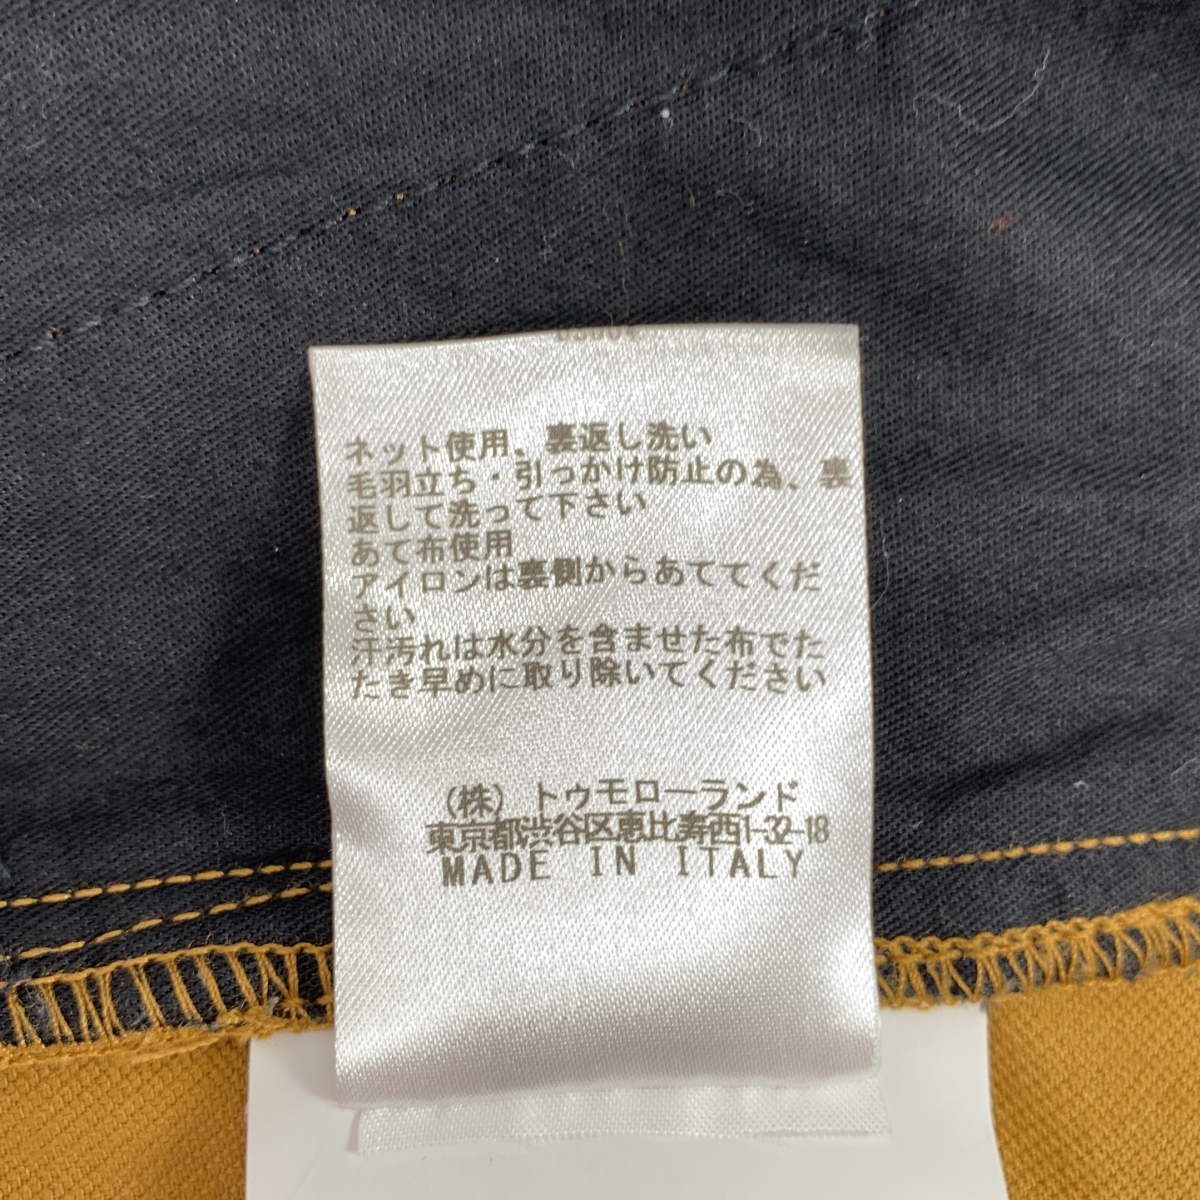 ネット使用、裏返し洗い
毛羽立ち・引っかけ防止の為、裏
返して洗って下さい
あて布使用
アイロンは裏側からあててくだ
さい
汗汚れは水分を含ませた布でた
たき早めに取り除いてください
(株)トゥモローランド
東京都渋谷区恵比寿西1-32-18
MADE IN ITALY